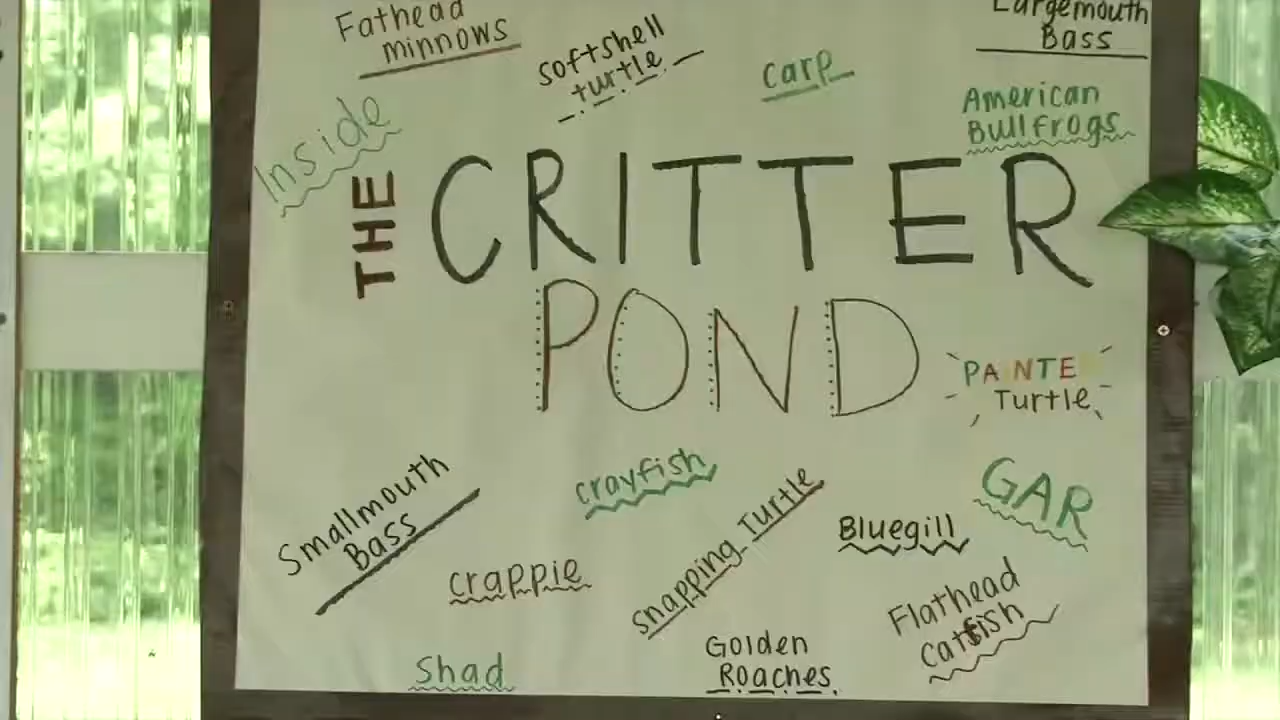 Fathead
minnows
softshell
turtle
carp
Largemouth
Bass
American
Bullfrogs
Inside
THE
CRITTER
POND
PAINTE
Turtle
Smallmouth
Bass
crayfish
snapping Turtle
Bluegill
GAR
crappie
Flathead
catfish
Shad
Golden
Roaches